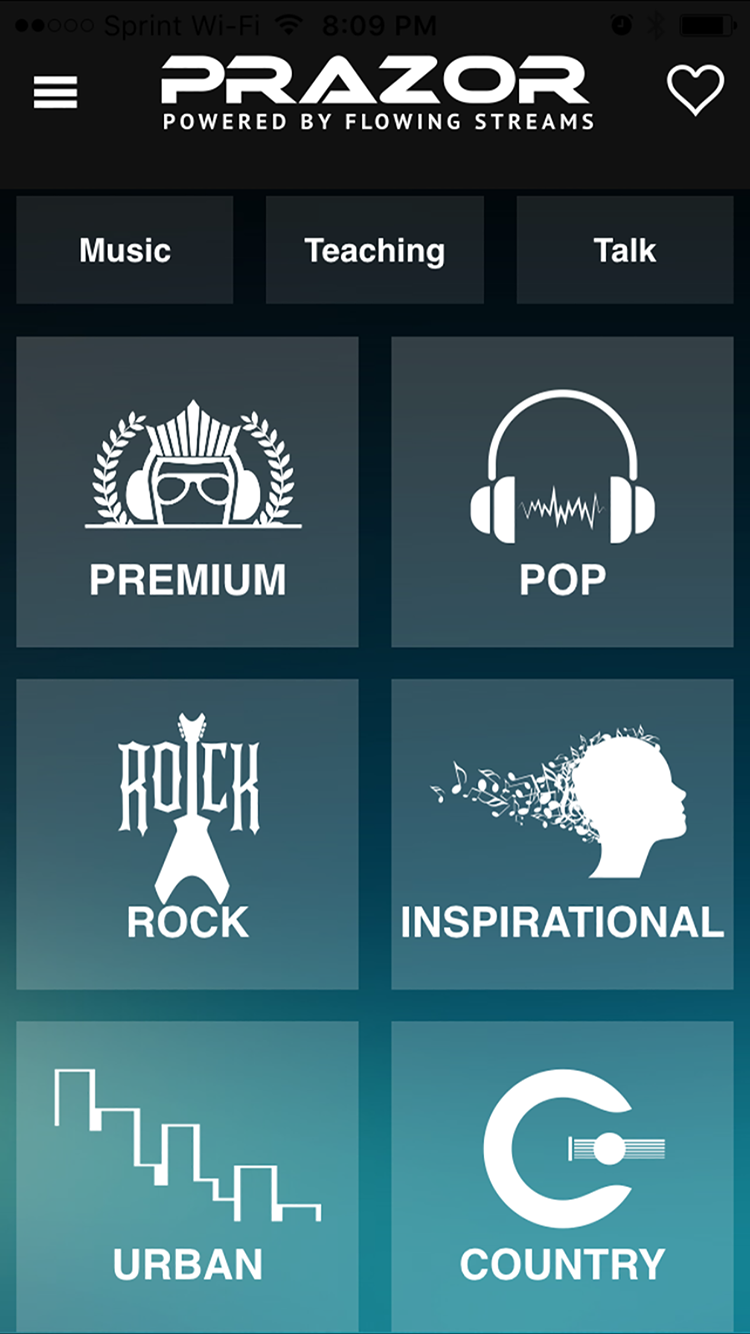 Sprint Wi-Fi 8:09 PM
PRAZOR
POWERED BY FLOWING STREAMS
Music Teaching Talk
PREMIUM POP
ROCK
ROCK INSPIRATIONAL
URBAN COUNTRY